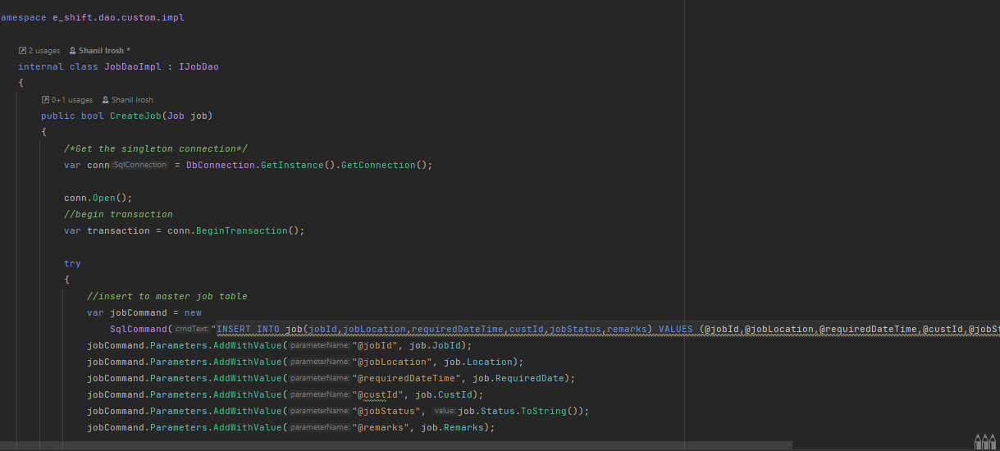 amespace e_shift.dao.custom.impl
2 usages Shanil Irosh *
internal class JobDaoImpl : IJobDao
{
0+1 usages Shanil Irosh
public bool CreateJob(Job job)
{
/*Get the singleton connection*/
var conn :SqlConnection = DbConnection.GetInstance().GetConnection();
conn.Open();
//begin transaction
var transaction = conn.BeginTransaction();
try
{
//insert to master job table
var jobCommand = new
SqlCommand( cmdText: "INSERT INTO job(jobId,jobLocation,requiredDateTime,custId,jobStatus,remarks) VALUES (@jobId,@jobLocation,@requiredDateTime,@custId,@jobSt
jobCommand.Parameters.AddWithValue( parameterName: "@jobId", job.JobId);
jobCommand.Parameters.AddWithValue( parameterName: "@jobLocation", job.Location);
jobCommand.Parameters.AddWithValue( parameterName: "@requiredDateTime", job.RequiredDate);
jobCommand.Parameters.AddWithValue( parameterName: "@custId", job.CustId);
jobCommand.Parameters.AddWithValue( parameterName: "@jobStatus", value: job.Status.ToString());
jobCommand.Parameters.AddWithValue( parameterName: "@remarks", job.Remarks);